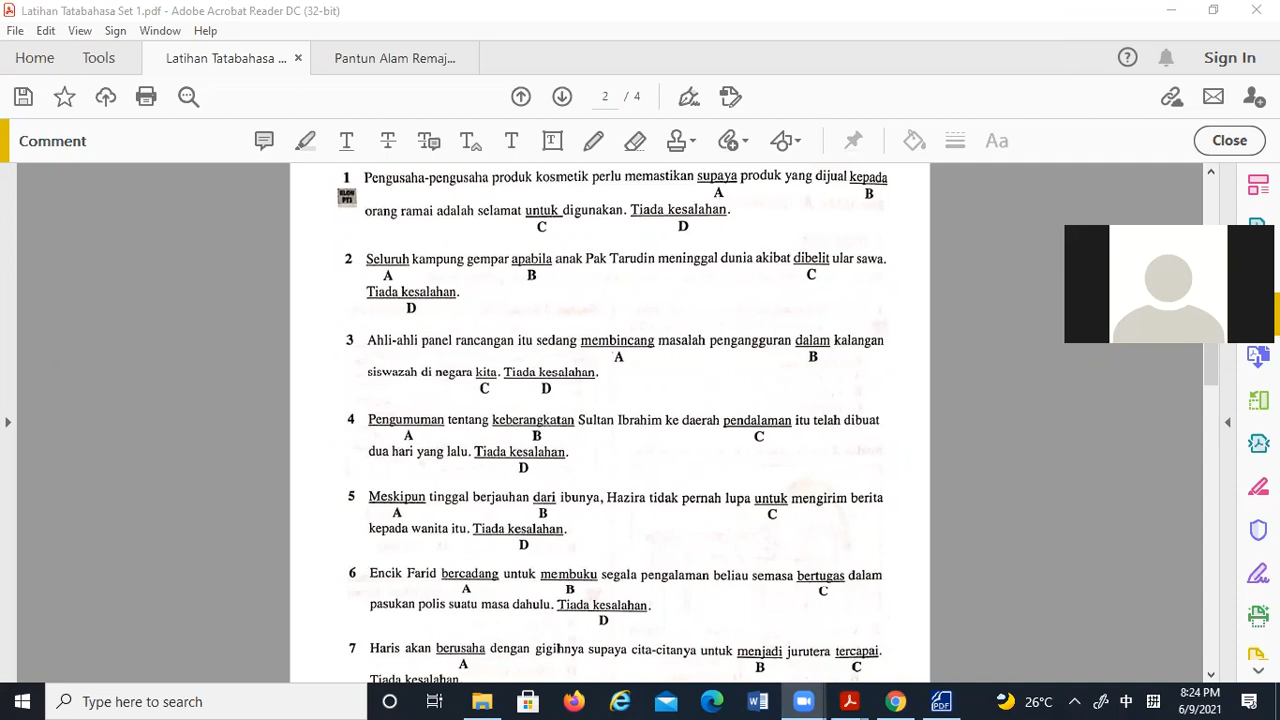 Latihan Tatabahasa Set 1.pdf - Adobe Acrobat Reader DC (32-bit)
File Edit View Sign Window Help
Home Tools Latihan Tatabahasa ... × Pantun Alam Remaj... ? Sign In
2 / 4
Comment Close
1 Pengusaha-pengusaha produk kosmetik perlu memastikan supaya produk yang dijual kepada
A B
orang ramai adalah selamat untuk digunakan. Tiada kesalahan.
C D
2 Seluruh kampung gempar apabila anak Pak Tarudin meninggal dunia akibat dibelit ular sawa.
A B C
Tiada kesalahan.
D
3 Ahli-ahli panel rancangan itu sedang membincang masalah pengangguran dalam kalangan
A B
siswazah di negara kita. Tiada kesalahan.
C D
4 Pengumuman tentang keberangkatan Sultan Ibrahim ke daerah pendalaman itu telah dibuat
A B C
dua hari yang lalu. Tiada kesalahan.
D
5 Meskipun tinggal berjauhan dari ibunya, Hazira tidak pernah lupa untuk mengirim berita
A B C
kepada wanita itu. Tiada kesalahan.
D
6 Encik Farid bercadang untuk membuku segala pengalaman beliau semasa bertugas dalam
A B C
pasukan polis suatu masa dahulu. Tiada kesalahan.
D
7 Haris akan berusaha dengan gigihnya supaya cita-citanya untuk menjadi jurutera tercapai.
A B C
Tiada kesalahan.
Type here to search 26°C 中 拼 8:24 PM
6/9/2021